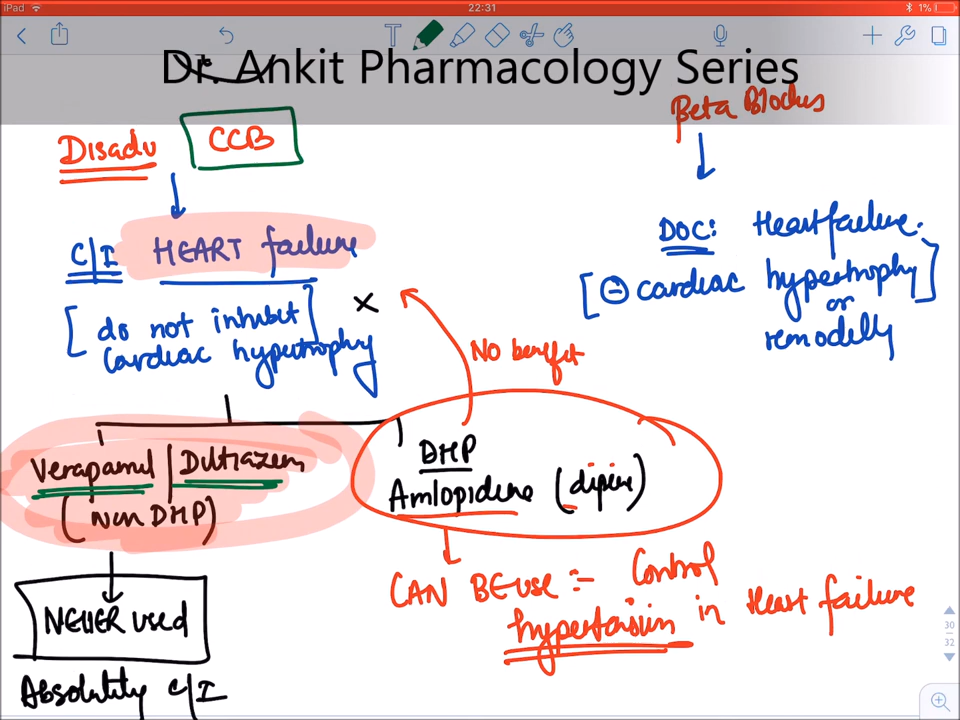 iPad
22:31
1%
Dr. Ankit Pharmacology Series
Beta Blockers
Disadv
CCB
C/I HEART failure
[do not inhibit
cardiac hypertrophy]
X
DOC: Heart failure.
[⊖ cardiac hypertrophy
or
remodelly]
No benefit
Verapamil | Diltiazem
(Non DHP)
DHP
Amlopidene (dipine)
NEVER used
Absolutely C/I
CAN BE USE :- Control
hypertension in Heart failure
30
32